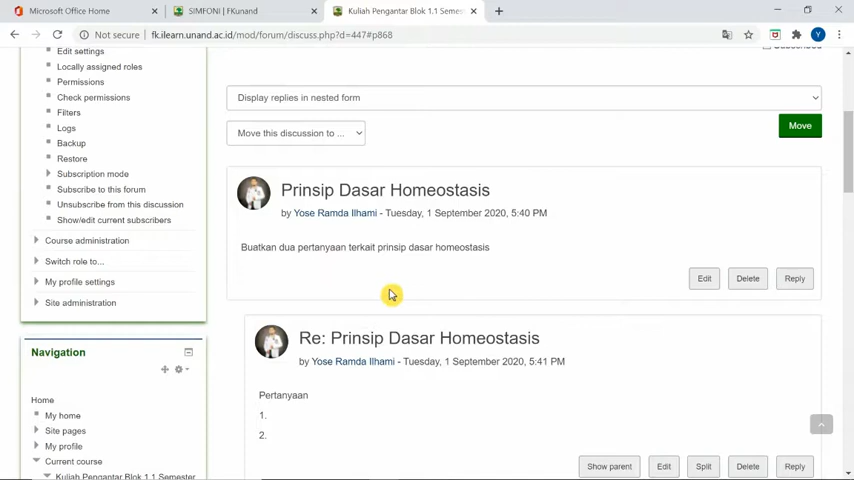 Microsoft Office Home
SIMFONI | FKunand
Kuliah Pengantar Blok 1.1 Semes
Not secure
fk.ilearn.unand.ac.id/mod/forum/discuss.php?d=447#p868
Y
Edit settings
Locally assigned roles
Permissions
Check permissions
Filters
Logs
Backup
Restore
Subscription mode
Subscribe to this forum
Unsubscribe from this discussion
Show/edit current subscribers
Course administration
Switch role to...
My profile settings
Site administration
Navigation
Home
My home
Site pages
My profile
Current course
Kuliah Pengantar Blok 1.1 Semester
Display replies in nested form
Move this discussion to ...
Move
Prinsip Dasar Homeostasis
by Yose Ramda Ilhami - Tuesday, 1 September 2020, 5:40 PM
Buatkan dua pertanyaan terkait prinsip dasar homeostasis
Edit
Delete
Reply
Re: Prinsip Dasar Homeostasis
by Yose Ramda Ilhami - Tuesday, 1 September 2020, 5:41 PM
Pertanyaan
1.
2.
Show parent
Edit
Split
Delete
Reply